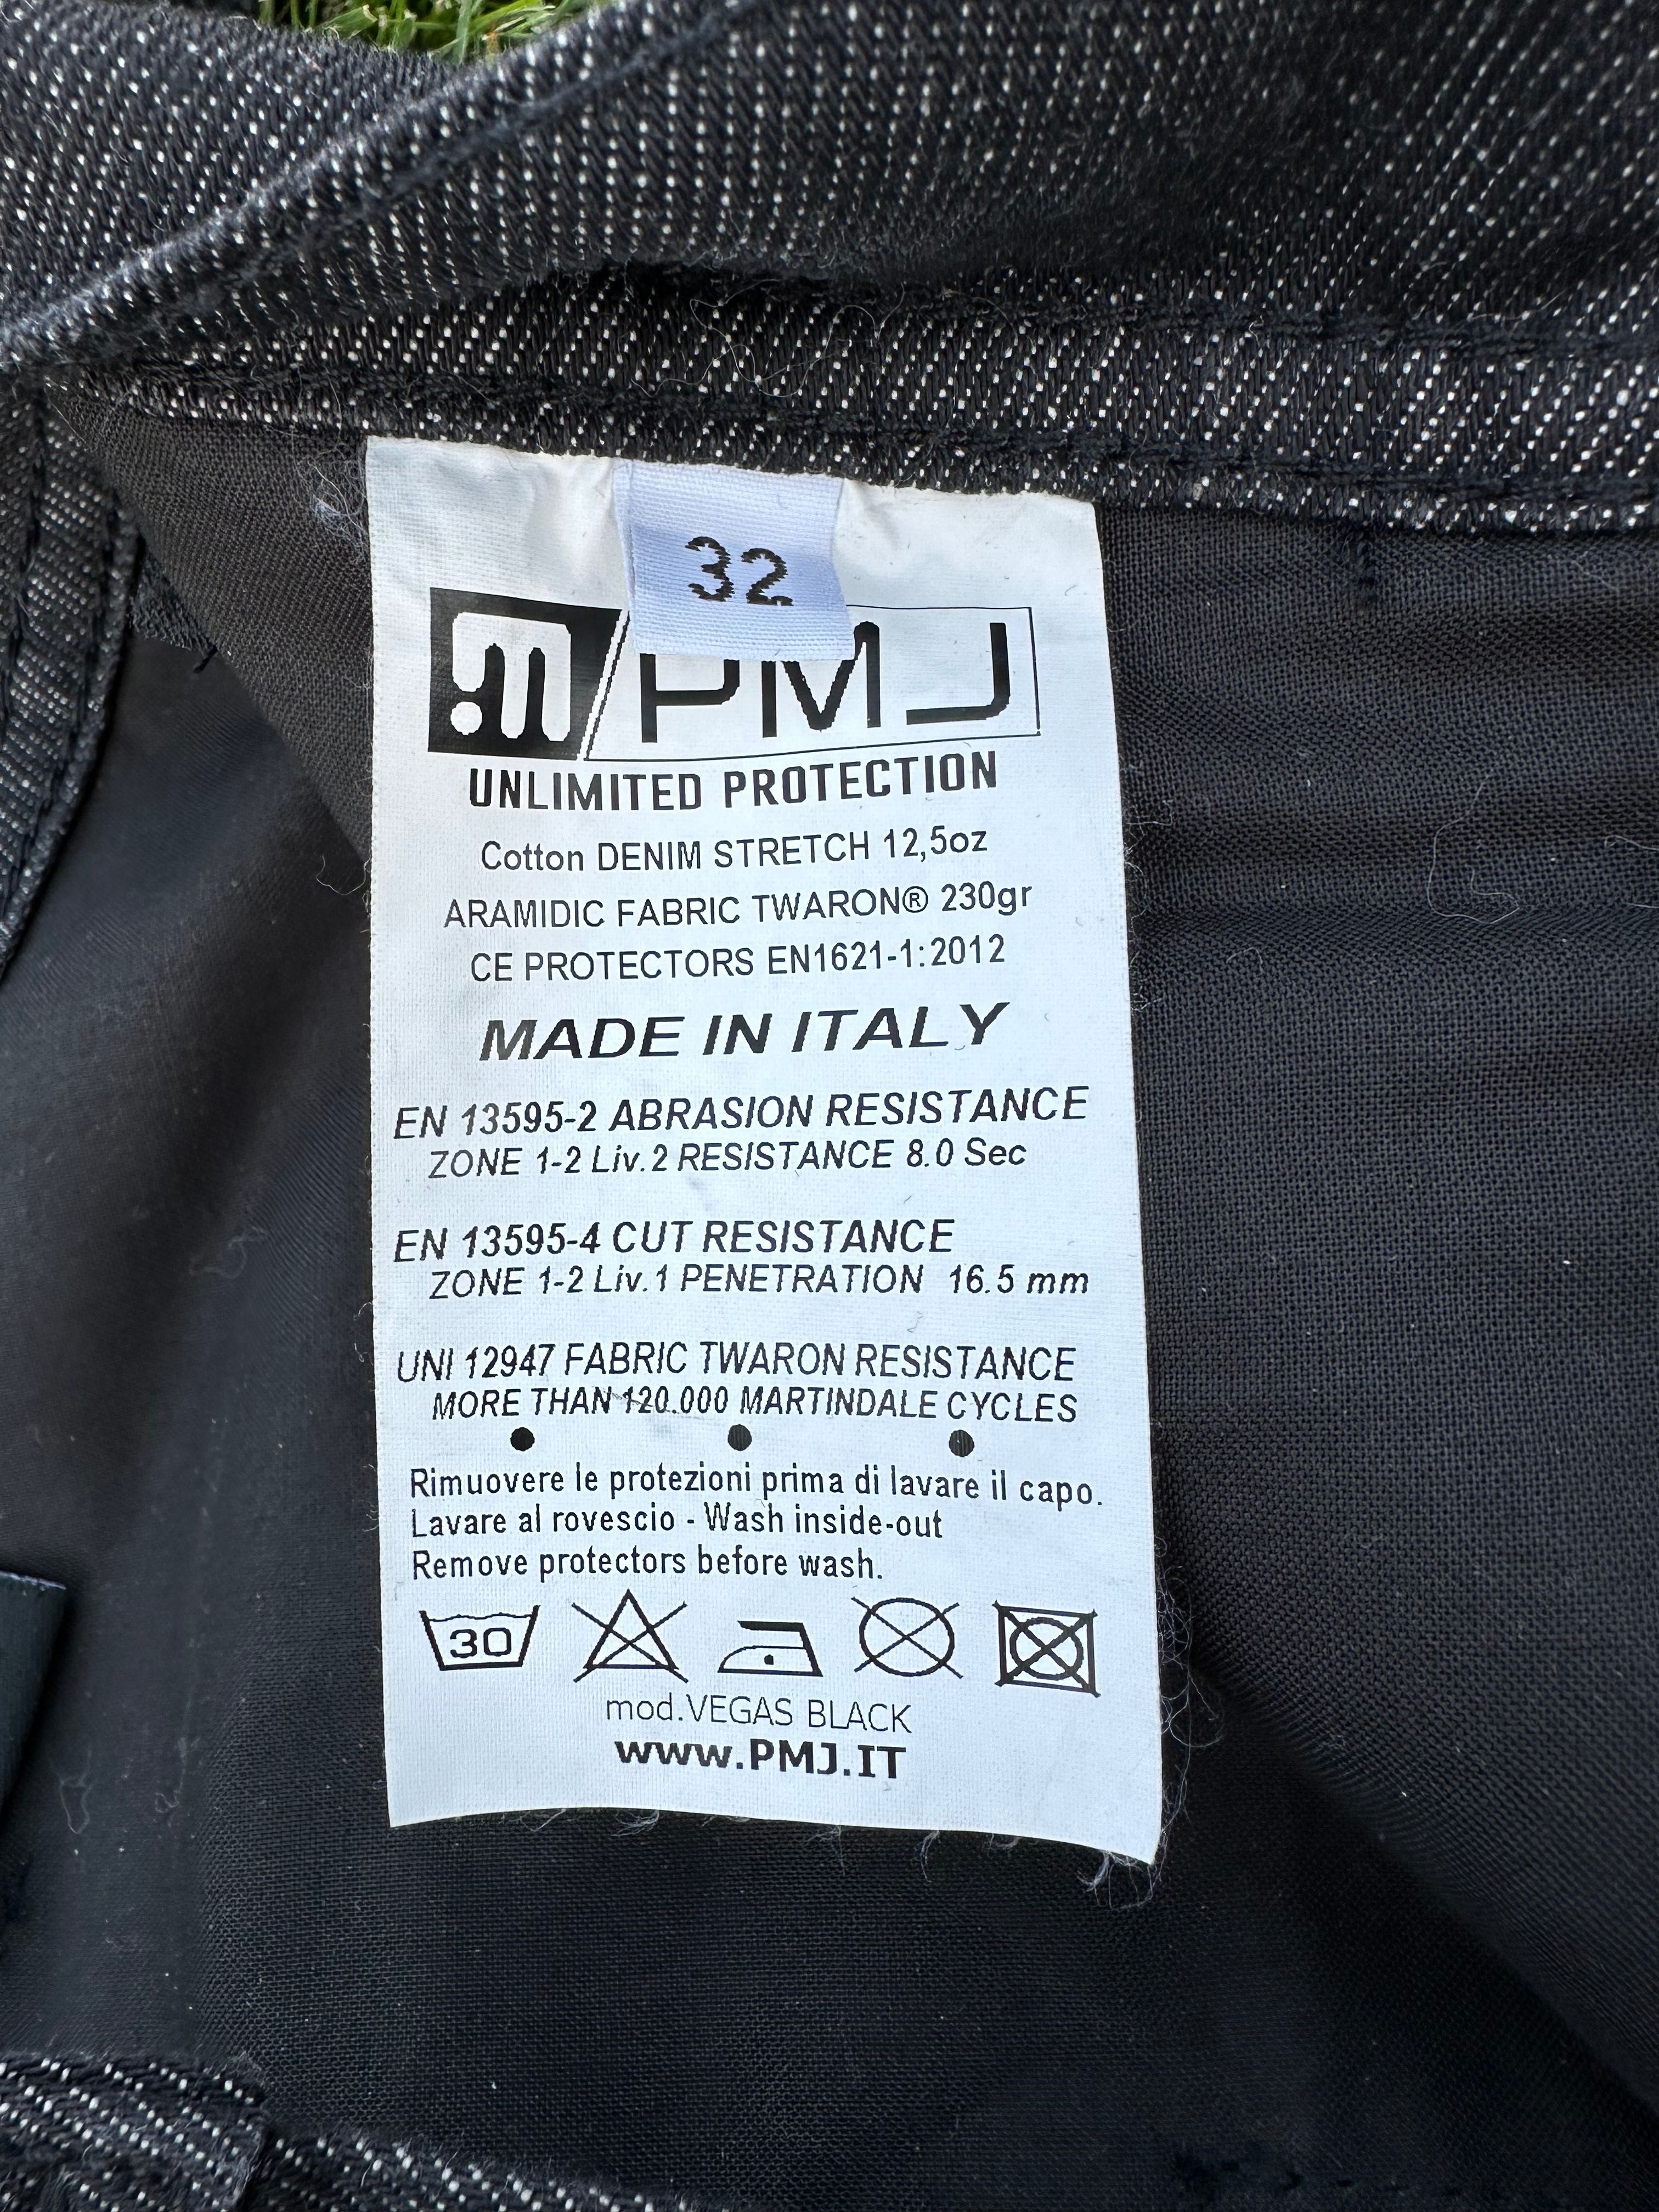 32
PMJ
UNLIMITED PROTECTION
Cotton DENIM STRETCH 12,5oz
ARAMIDIC FABRIC TWARON® 230gr
CE PROTECTORS EN1621-1:2012
MADE IN ITALY
EN 13595-2 ABRASION RESISTANCE
ZONE 1-2 Liv.2 RESISTANCE 8.0 Sec
EN 13595-4 CUT RESISTANCE
ZONE 1-2 Liv.1 PENETRATION 16.5 mm
UNI 12947 FABRIC TWARON RESISTANCE
MORE THAN 120.000 MARTINDALE CYCLES
Rimuovere le protezioni prima di lavare il capo.
Lavare al rovescio - Wash inside-out
Remove protectors before wash.
30
mod.VEGAS BLACK
www.PMJ.IT